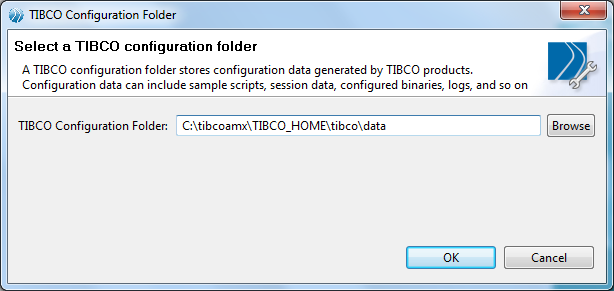 TIBCO Configuration Folder
Select a TIBCO configuration folder
A TIBCO configuration folder stores configuration data generated by TIBCO products.
Configuration data can include sample scripts, session data, configured binaries, logs, and so on
TIBCO Configuration Folder: C:\tibcoamx\TIBCO_HOME\tibco\data Browse
OK Cancel